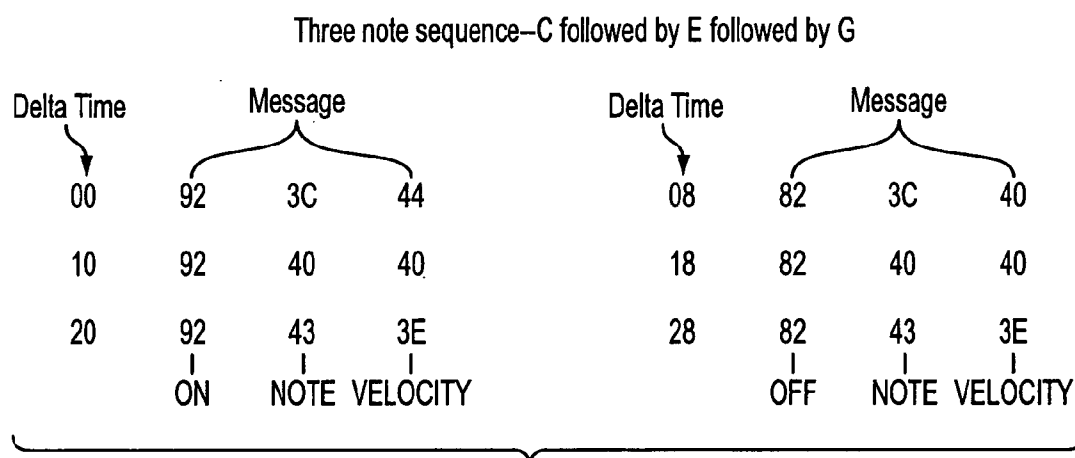 Three note sequence–C followed by E followed by G
Delta Time Message Delta Time Message
00 92 3C 44 08 82 3C 40
10 92 40 40 18 82 40 40
20 92 43 3E 28 82 43 3E
ON NOTE VELOCITY OFF NOTE VELOCITY